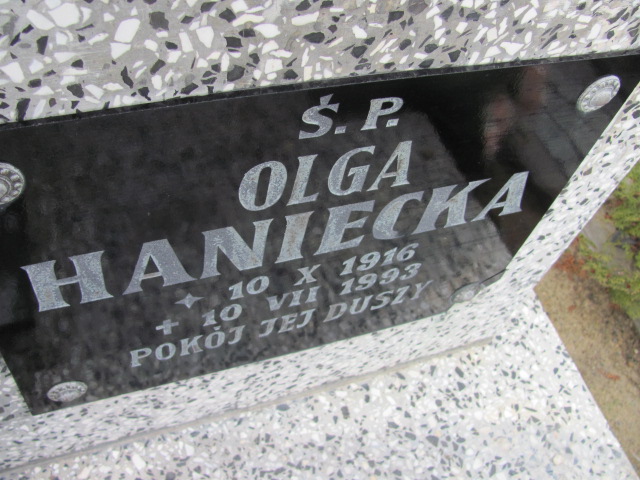 Ś. P.
OLGA
HANIECKA
✦ 10 X 1916
+ 10 VII 1993
POKÓJ JEJ DUSZY